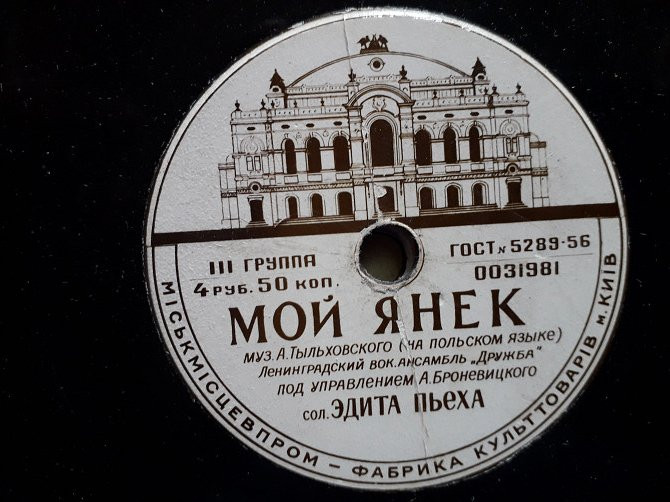 III ГРУППА
4 РУБ. 50 КОП.
ГОСТ № 5289-56
0031981
МОЙ ЯНЕК
МУЗ. А. ТЫЛЬХОВСКОГО (НА ПОЛЬСКОМ ЯЗЫКЕ)
ЛЕНИНГРАДСКИЙ ВОК. АНСАМБЛЬ „ДРУЖБА"
ПОД УПРАВЛЕНИЕМ А. БРОНЕВИЦКОГО
СОЛ. ЭДИТА ПЬЕХА
МІСЬКМІСЦЕВПРОМ – ФАБРИКА КУЛЬТТОВАРІВ м. КИЇВ